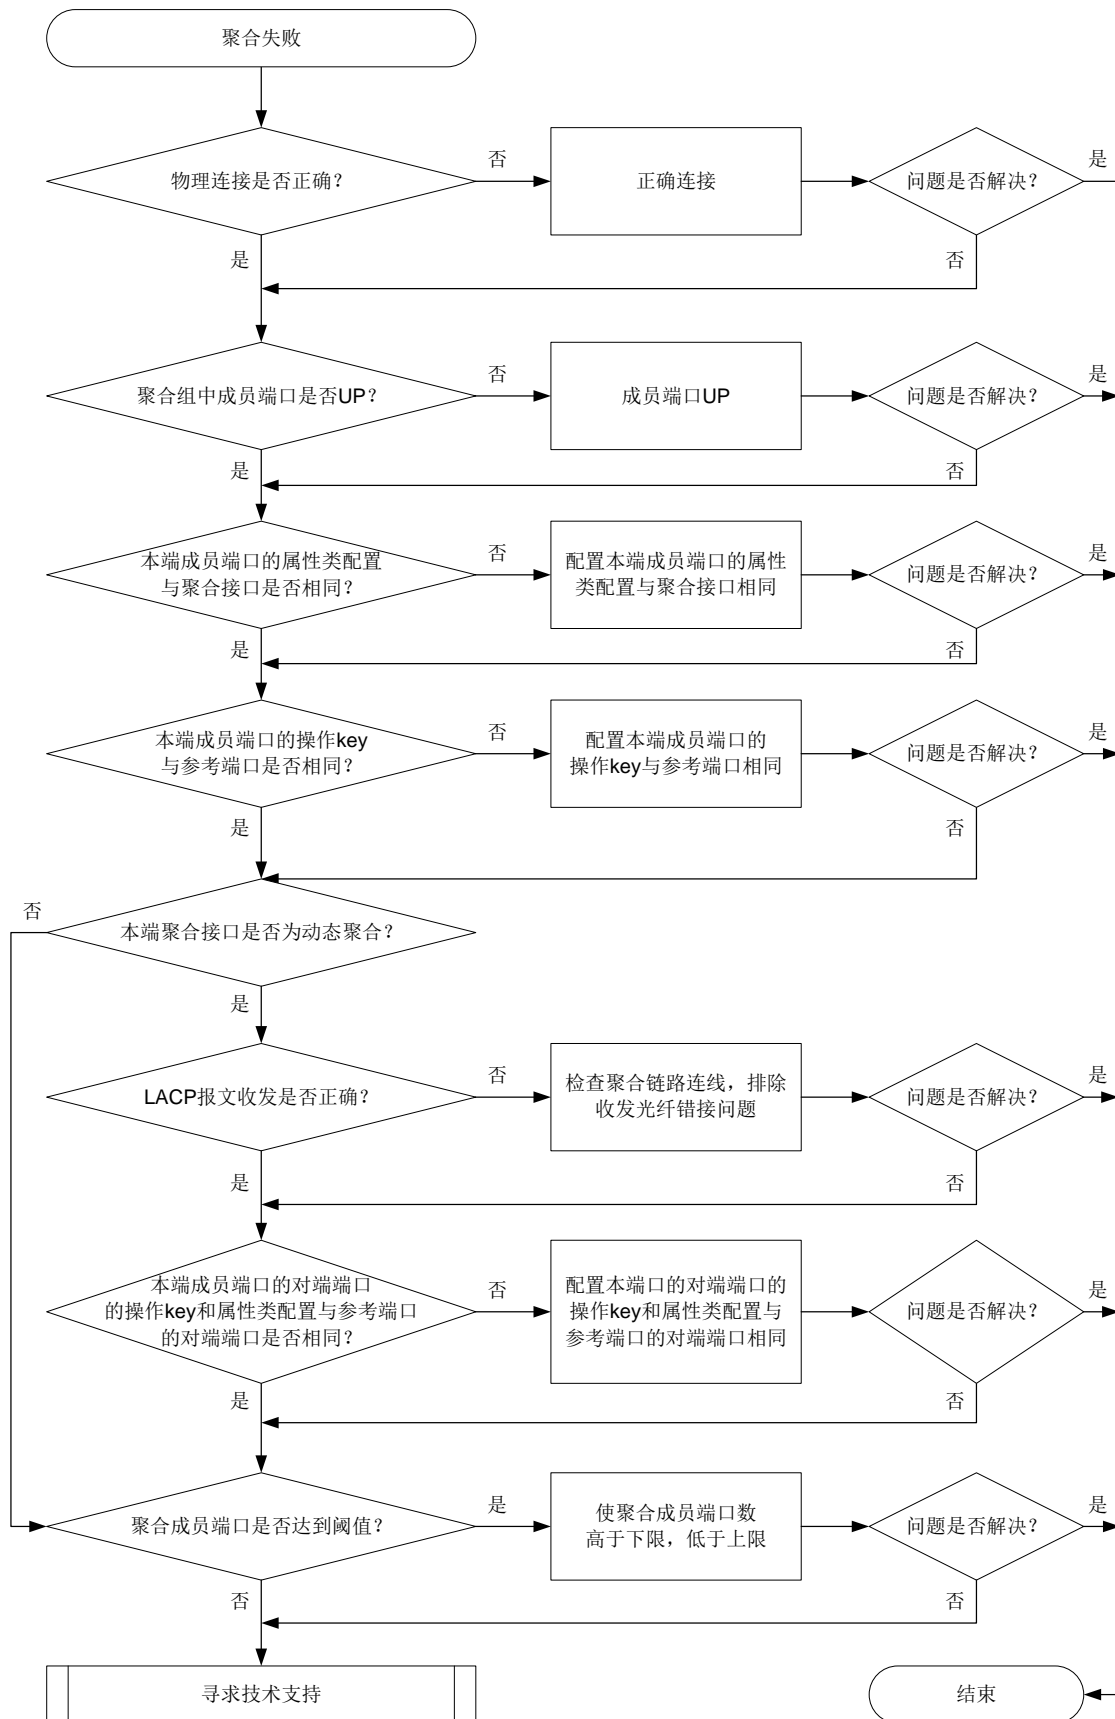 聚合失败
物理连接是否正确？
否
正确连接
问题是否解决？
是
是
否
聚合组中成员端口是否UP？
否
成员端口UP
问题是否解决？
是
是
否
本端成员端口的属性类配置
与聚合接口是否相同？
否
配置本端成员端口的属性
类配置与聚合接口相同
问题是否解决？
是
是
否
本端成员端口的操作key
与参考端口是否相同？
否
配置本端成员端口的
操作key与参考端口相同
问题是否解决？
是
是
否
否
本端聚合接口是否为动态聚合？
是
LACP报文收发是否正确？
否
检查聚合链路连线，排除
收发光纤错接问题
问题是否解决？
是
是
否
本端成员端口的对端端口
的操作key和属性类配置与参考端口
的对端端口是否相同？
否
配置本端口的对端端口的
操作key和属性类配置与
参考端口的对端端口相同
问题是否解决？
是
是
否
聚合成员端口是否达到阈值？
是
使聚合成员端口数
高于下限，低于上限
问题是否解决？
是
否
否
寻求技术支持
结束